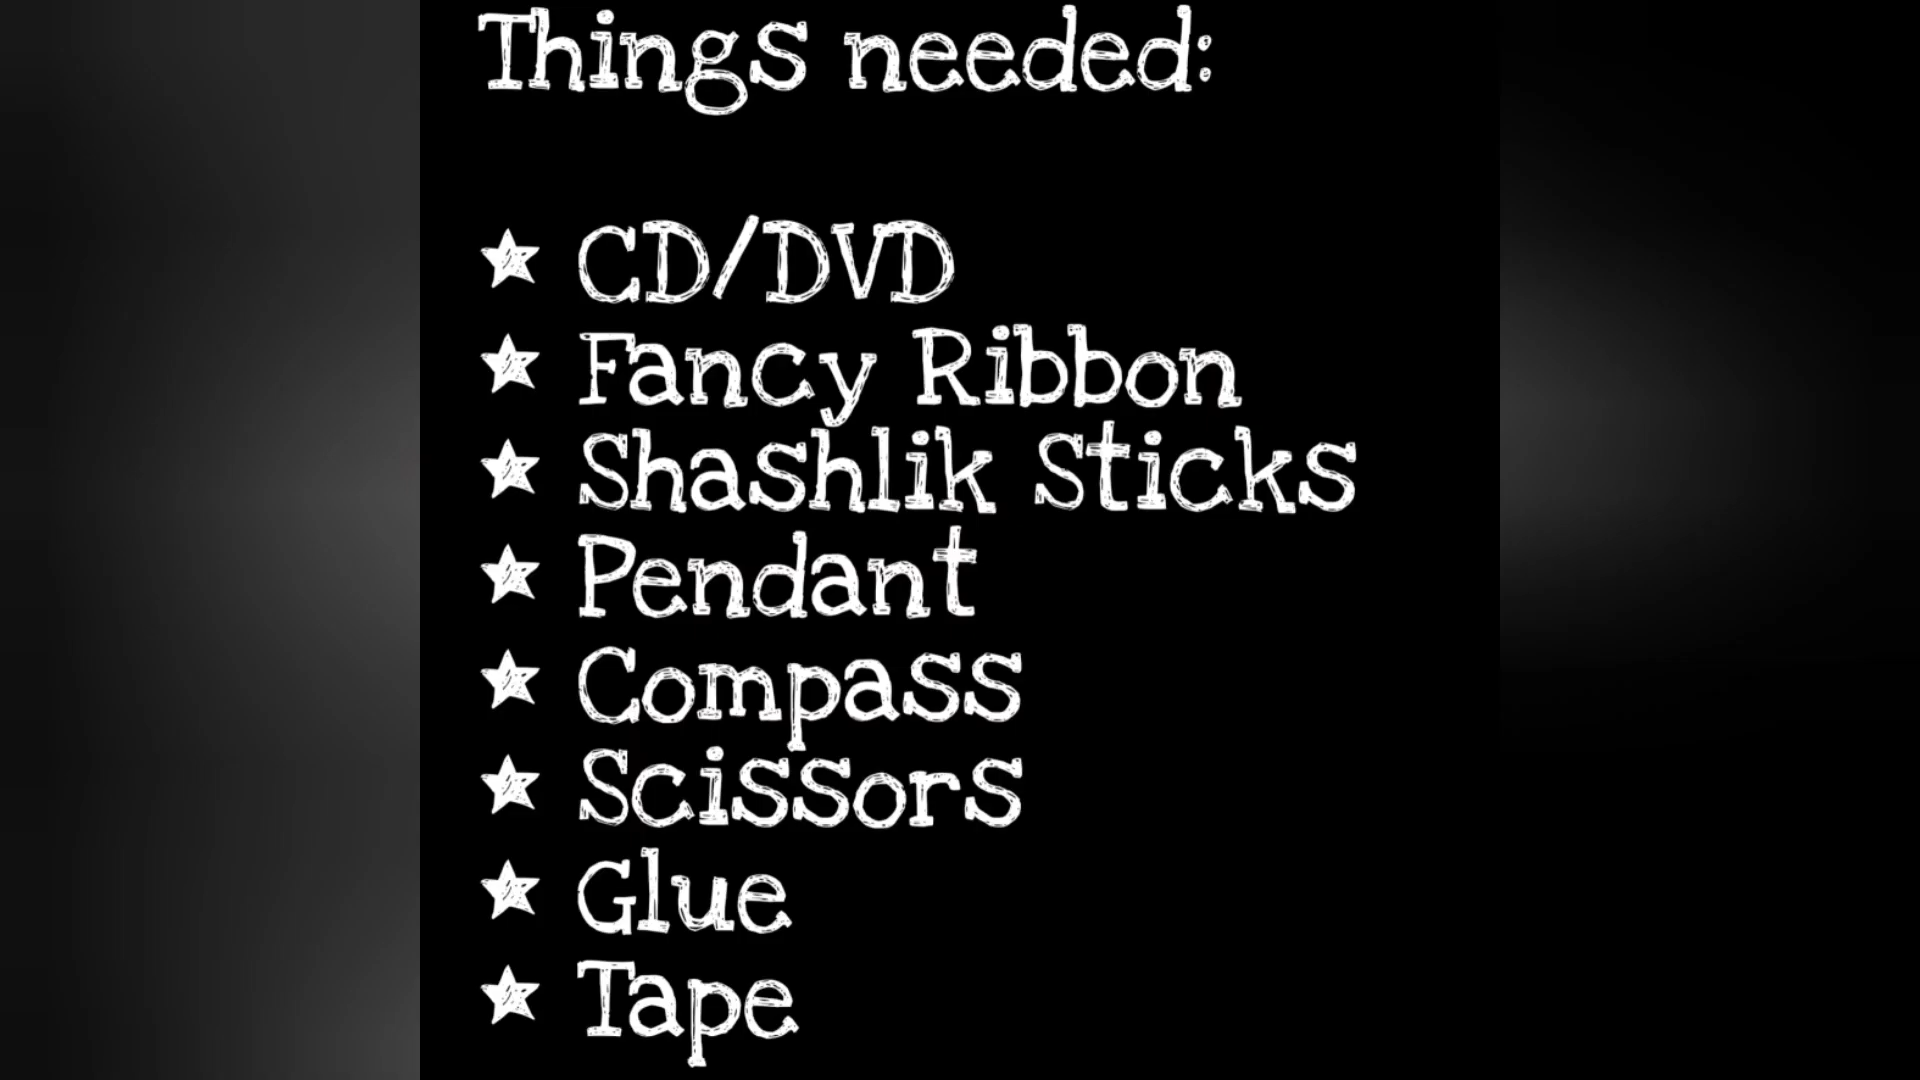 Things needed:
★ CD/DVD
★ Fancy Ribbon
★ Shashlik Sticks
★ Pendant
★ Compass
★ Scissors
★ Glue
★ Tape